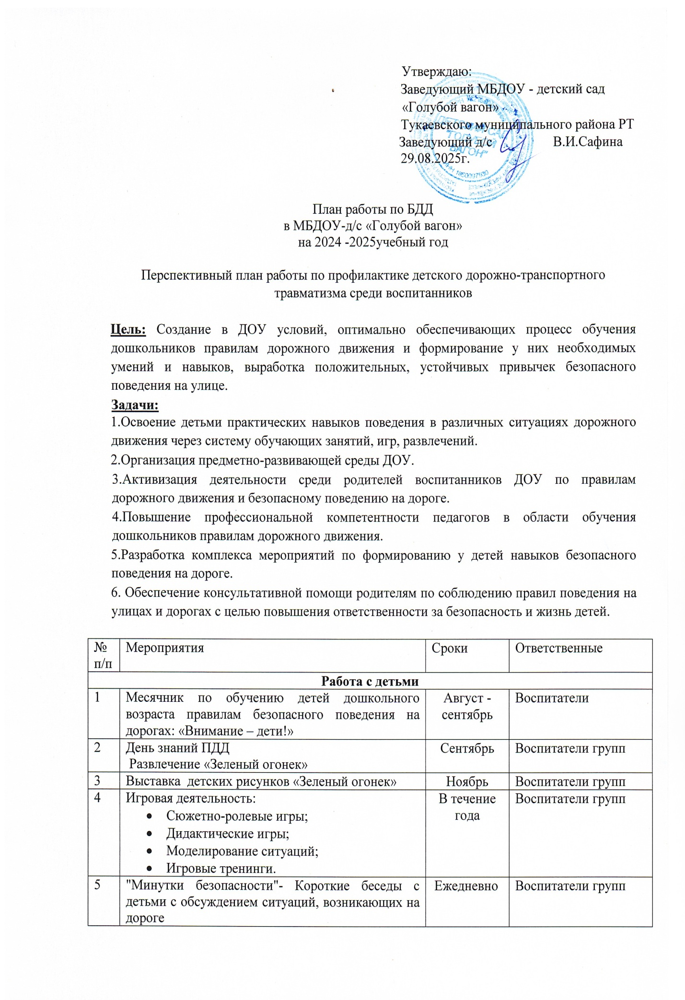 Утверждаю:
Заведующий МБДОУ - детский сад
«Голубой вагон»
Тукаевского муниципального района РТ
Заведующий д/с В.И.Сафина
29.08.2025г.
ДЕТСКИЙ САД
"ГОЛУБОЙ
ВАГОН"
План работы по БДД
в МБДОУ-д/с «Голубой вагон»
на 2024 -2025учебный год
Перспективный план работы по профилактике детского дорожно-транспортного
травматизма среди воспитанников
Цель: Создание в ДОУ условий, оптимально обеспечивающих процесс обучения
дошкольников правилам дорожного движения и формирование у них необходимых
умений и навыков, выработка положительных, устойчивых привычек безопасного
поведения на улице.
Задачи:
1.Освоение детьми практических навыков поведения в различных ситуациях дорожного
движения через систему обучающих занятий, игр, развлечений.
2.Организация предметно-развивающей среды ДОУ.
3.Активизация деятельности среди родителей воспитанников ДОУ по правилам
дорожного движения и безопасному поведению на дороге.
4.Повышение профессиональной компетентности педагогов в области обучения
дошкольников правилам дорожного движения.
5.Разработка комплекса мероприятий по формированию у детей навыков безопасного
поведения на дороге.
6. Обеспечение консультативной помощи родителям по соблюдению правил поведения на
улицах и дорогах с целью повышения ответственности за безопасность и жизнь детей.
№ Мероприятия Сроки Ответственные
п/п
Работа с детьми
1 Месячник по обучению детей дошкольного Август - Воспитатели
возраста правилам безопасного поведения на сентябрь
дорогах: «Внимание – дети!»
2 День знаний ПДД Сентябрь Воспитатели групп
Развлечение «Зеленый огонек»
3 Выставка детских рисунков «Зеленый огонек» Ноябрь Воспитатели групп
4 Игровая деятельность: В течение Воспитатели групп
• Сюжетно-ролевые игры; года
• Дидактические игры;
• Моделирование ситуаций;
• Игровые тренинги.
5 "Минутки безопасности"- Короткие беседы с Ежедневно Воспитатели групп
детьми с обсуждением ситуаций, возникающих на
дороге